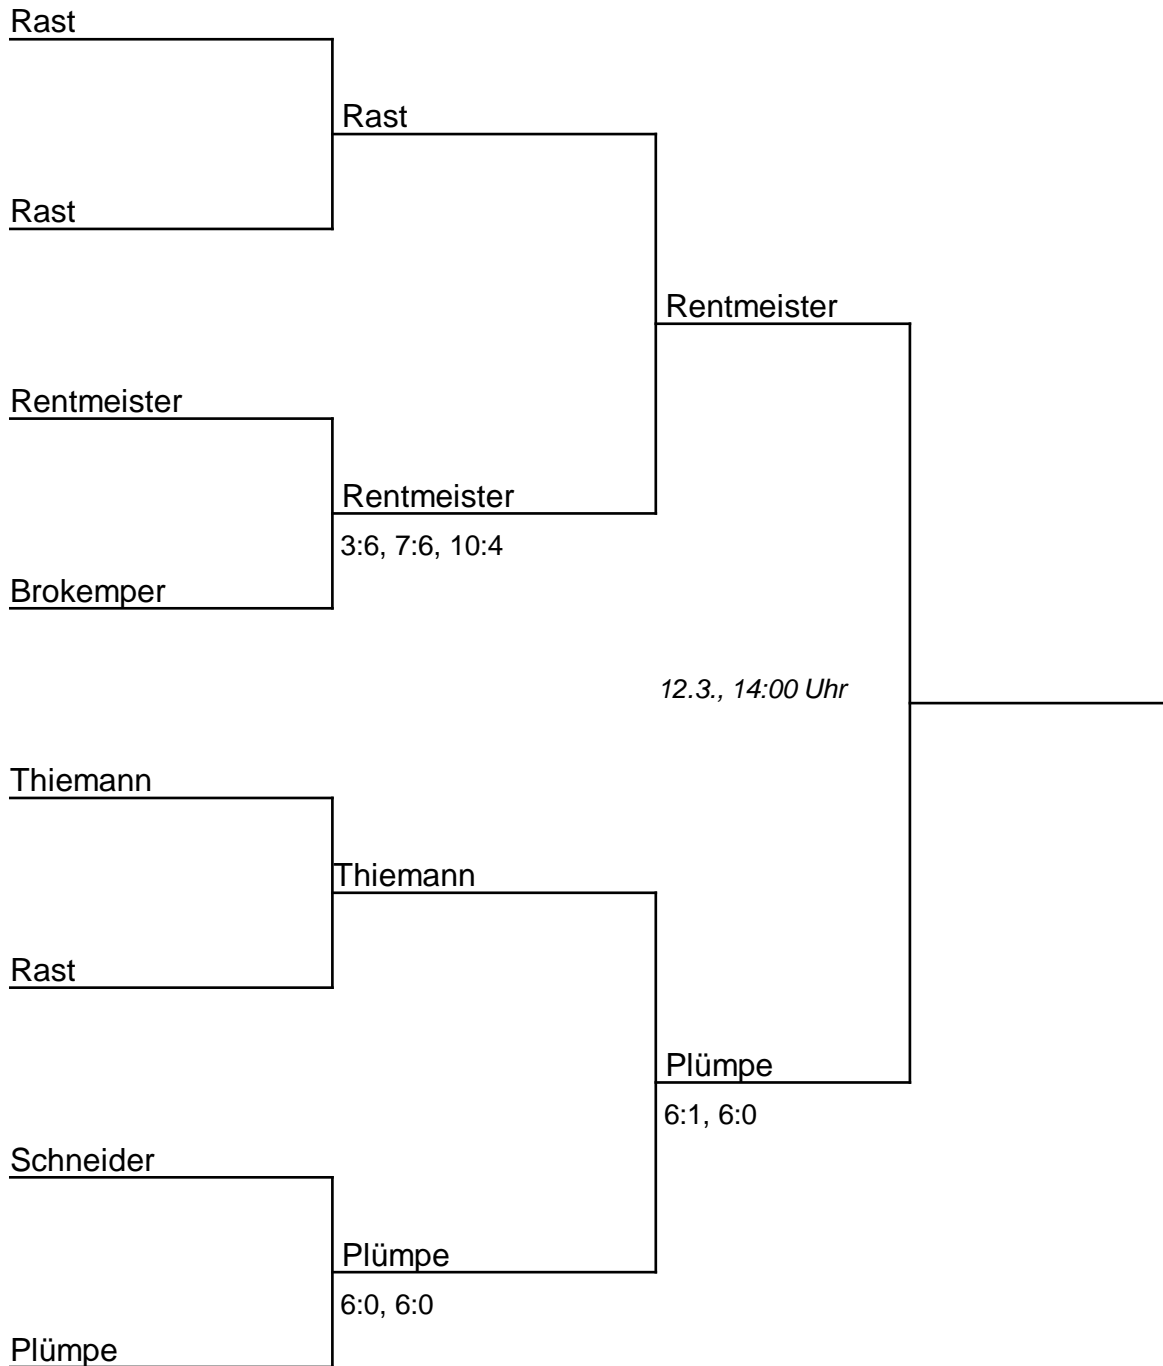 Rast
Rast
Rast
Rentmeister
Rentmeister
Rentmeister
3:6, 7:6, 10:4
Brokemper
12.3., 14:00 Uhr
Thiemann
Thiemann
Rast
Plümpe
6:1, 6:0
Schneider
Plümpe
6:0, 6:0
Plümpe